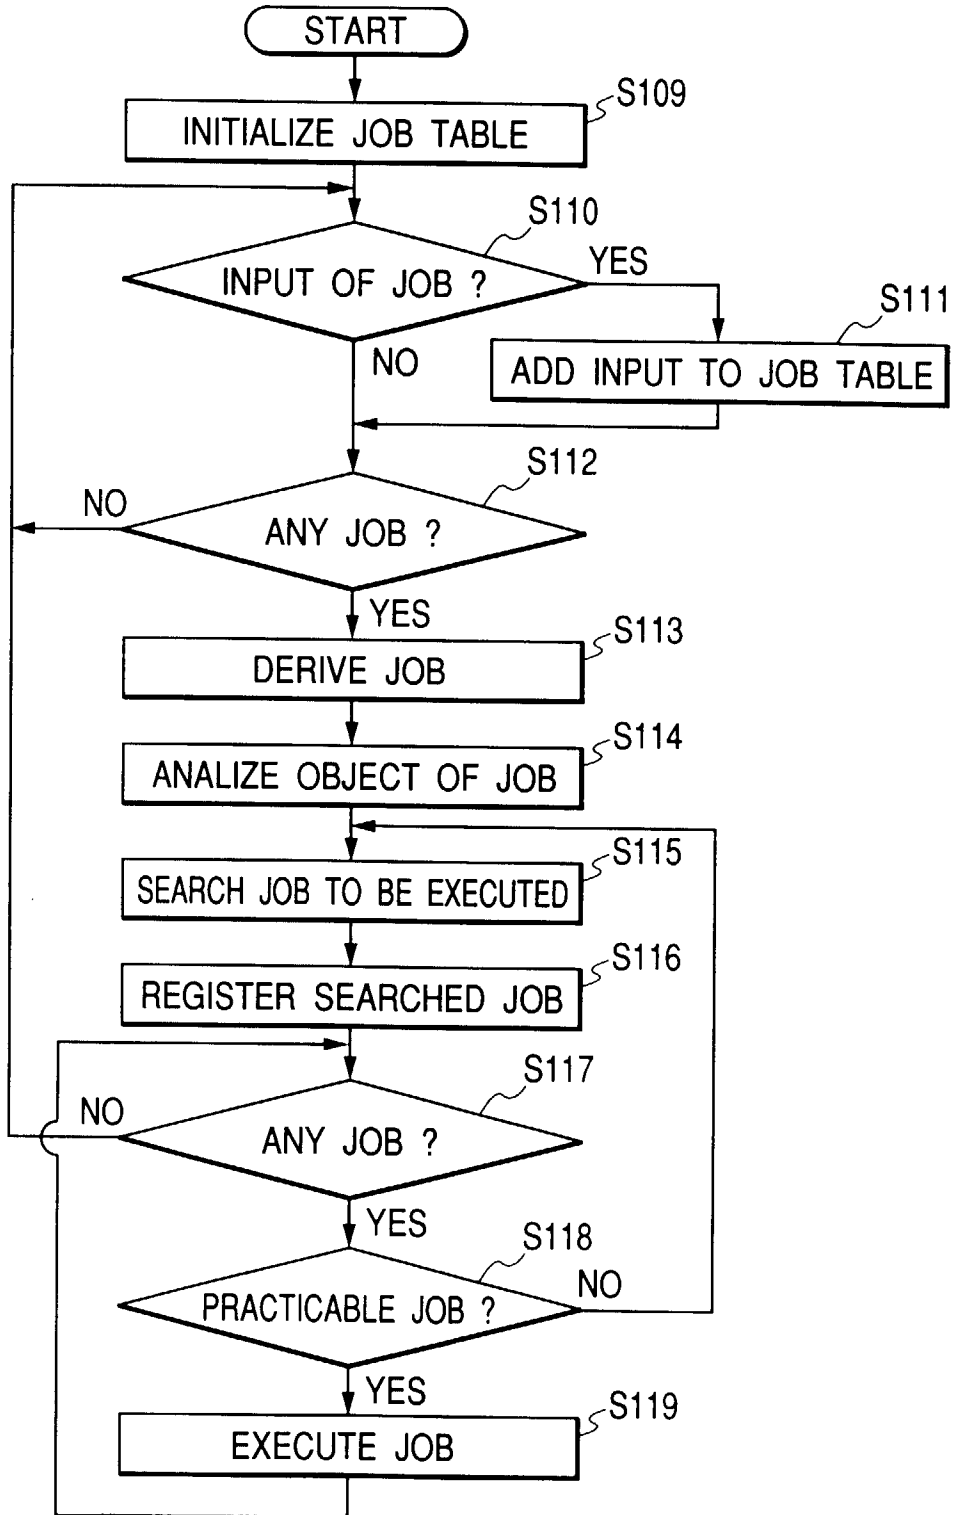 START
S109
INITIALIZE JOB TABLE
S110
INPUT OF JOB ?
YES
S111
NO
ADD INPUT TO JOB TABLE
S112
NO
ANY JOB ?
YES
S113
DERIVE JOB
S114
ANALIZE OBJECT OF JOB
S115
SEARCH JOB TO BE EXECUTED
S116
REGISTER SEARCHED JOB
S117
NO
ANY JOB ?
YES
S118
NO
PRACTICABLE JOB ?
YES
S119
EXECUTE JOB